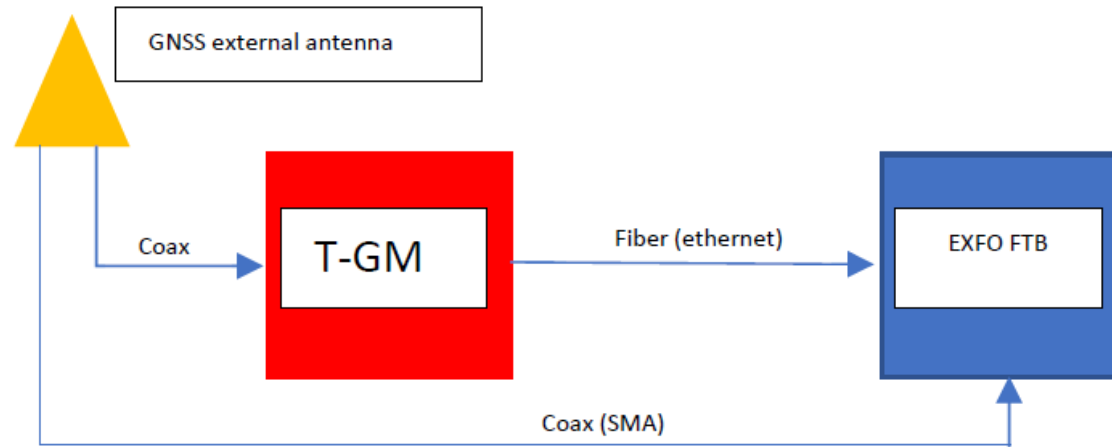 GNSS external antenna
Coax
T-GM
Fiber (ethernet)
EXFO FTB
Coax (SMA)